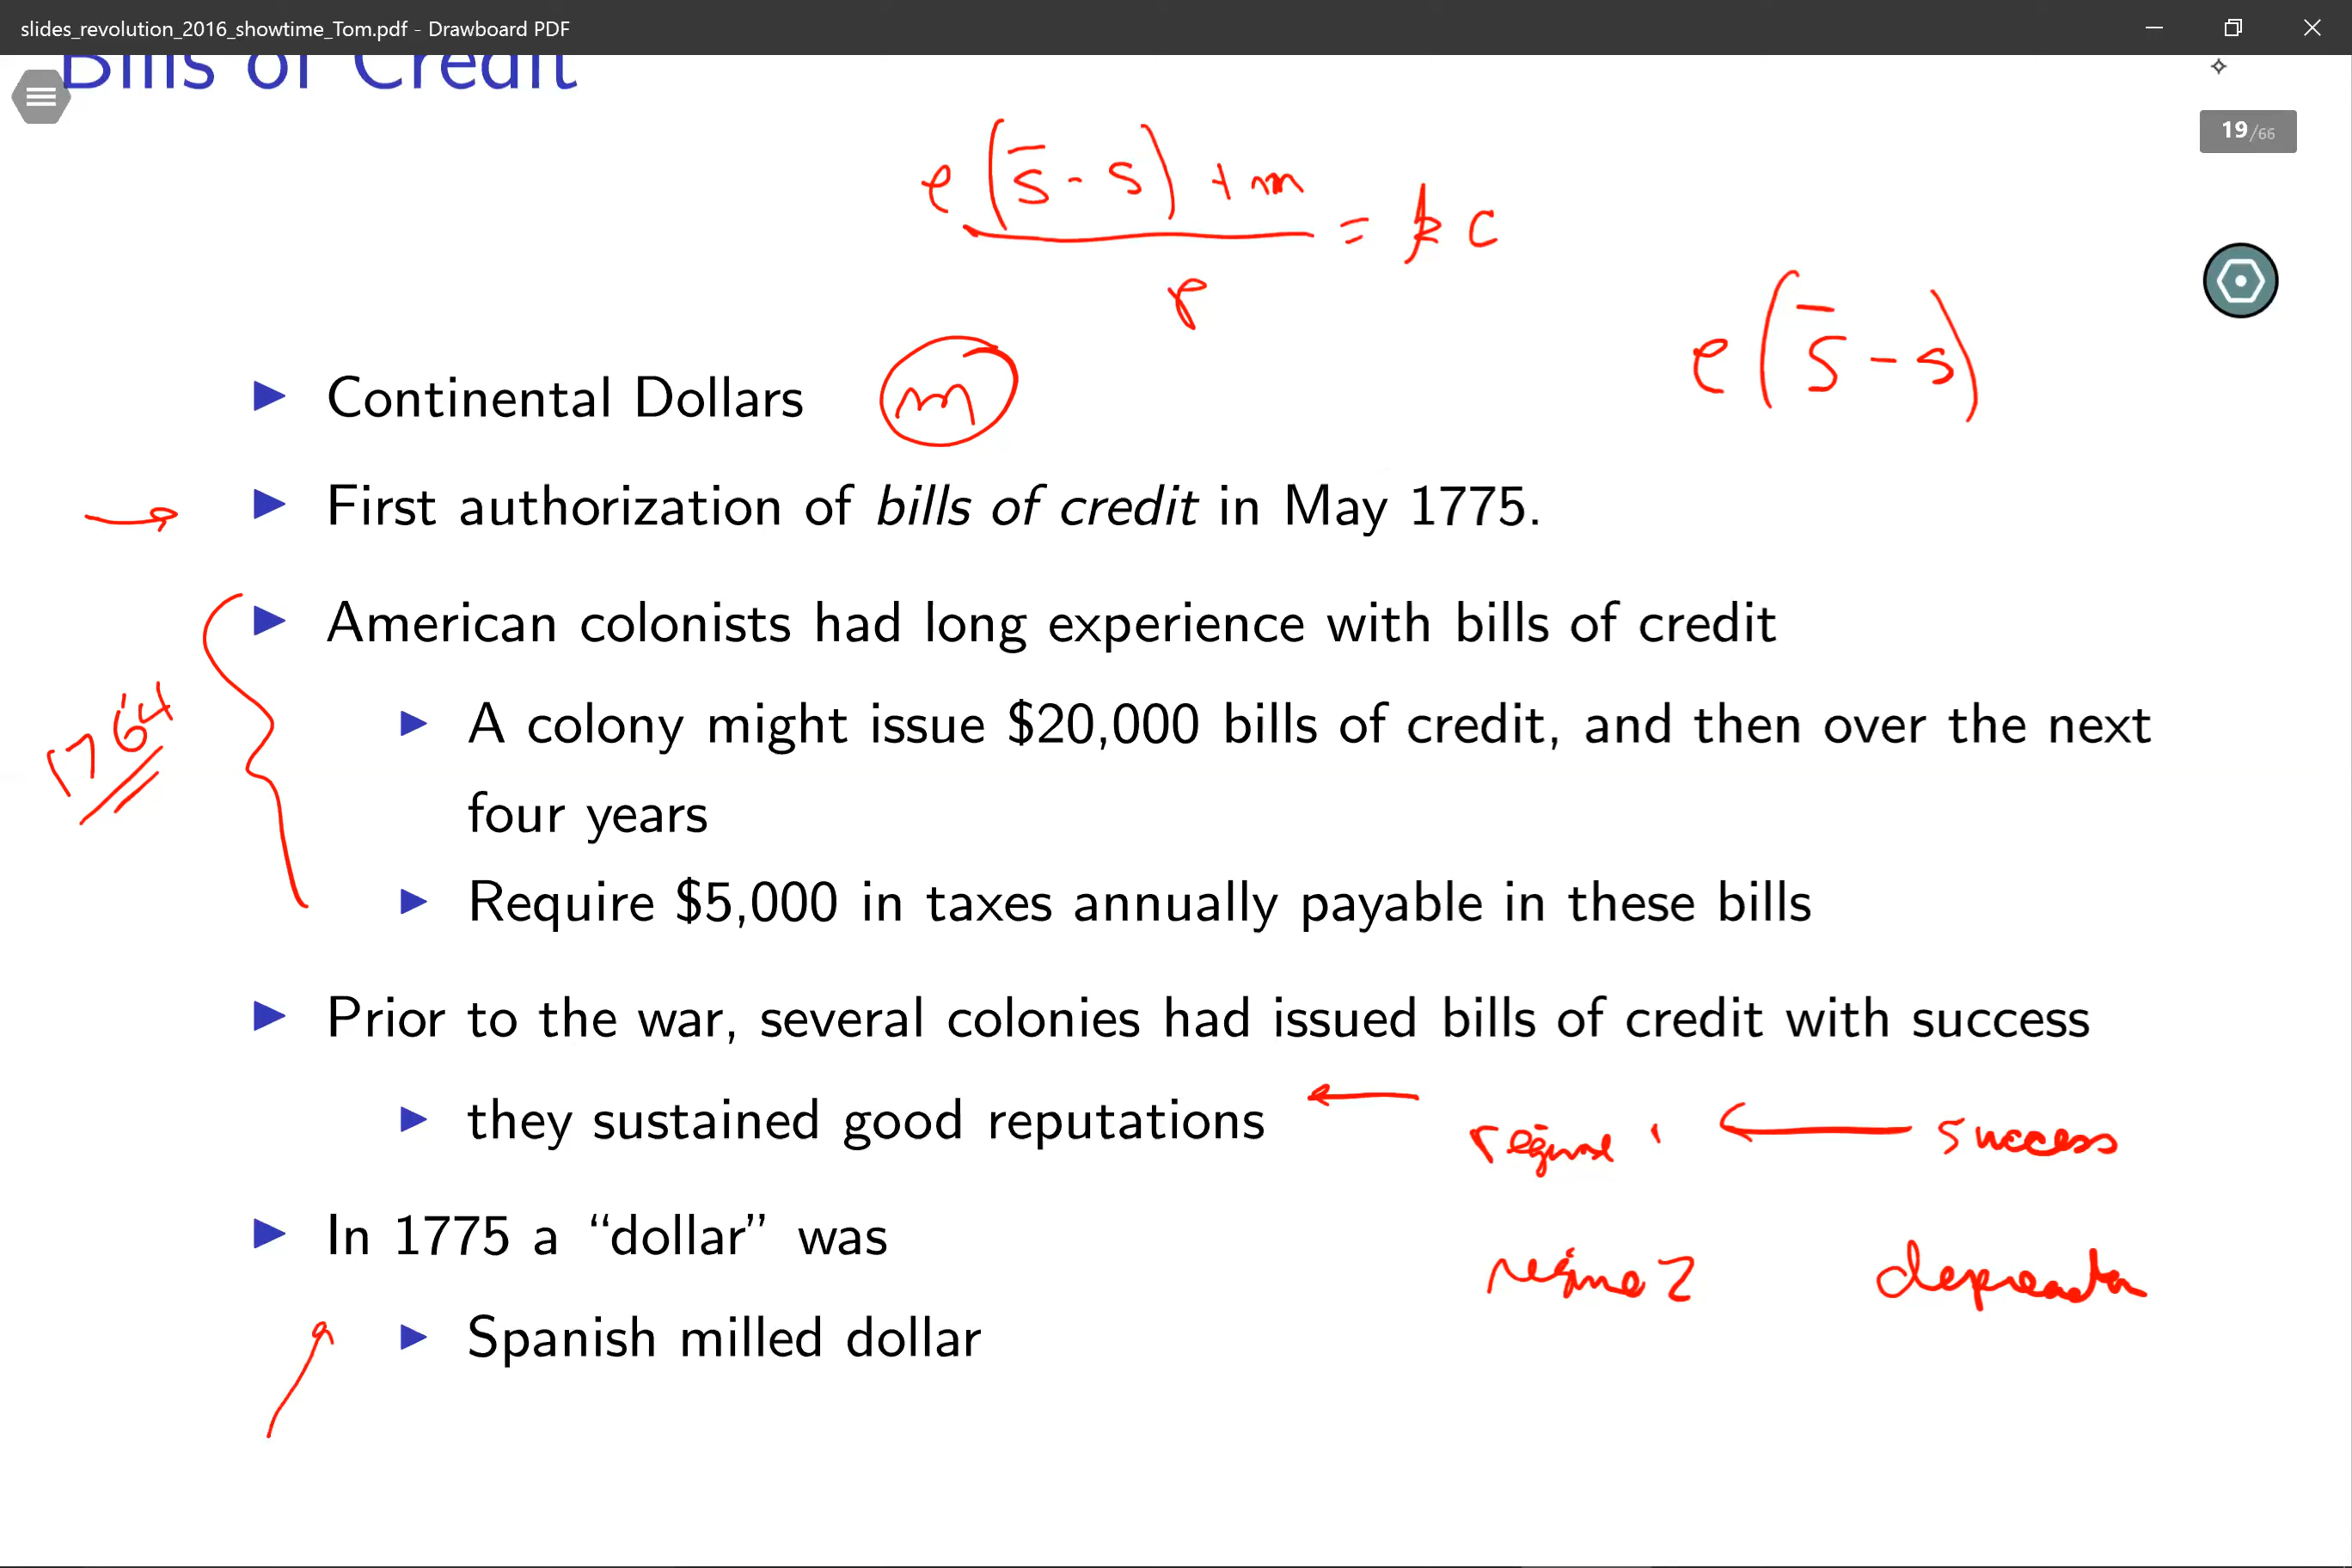 slides_revolution_2016_showtime_Tom.pdf - Drawboard PDF
Bills of Credit
19/66
e(s̄ - s) + m
= k c
p
e(s̄ - s)
Continental Dollars m
First authorization of bills of credit in May 1775.
American colonists had long experience with bills of credit
1764
A colony might issue $20,000 bills of credit, and then over the next
four years
Require $5,000 in taxes annually payable in these bills
Prior to the war, several colonies had issued bills of credit with success
they sustained good reputations
regime 1 success
In 1775 a “dollar” was
regime 2
Spanish milled dollar